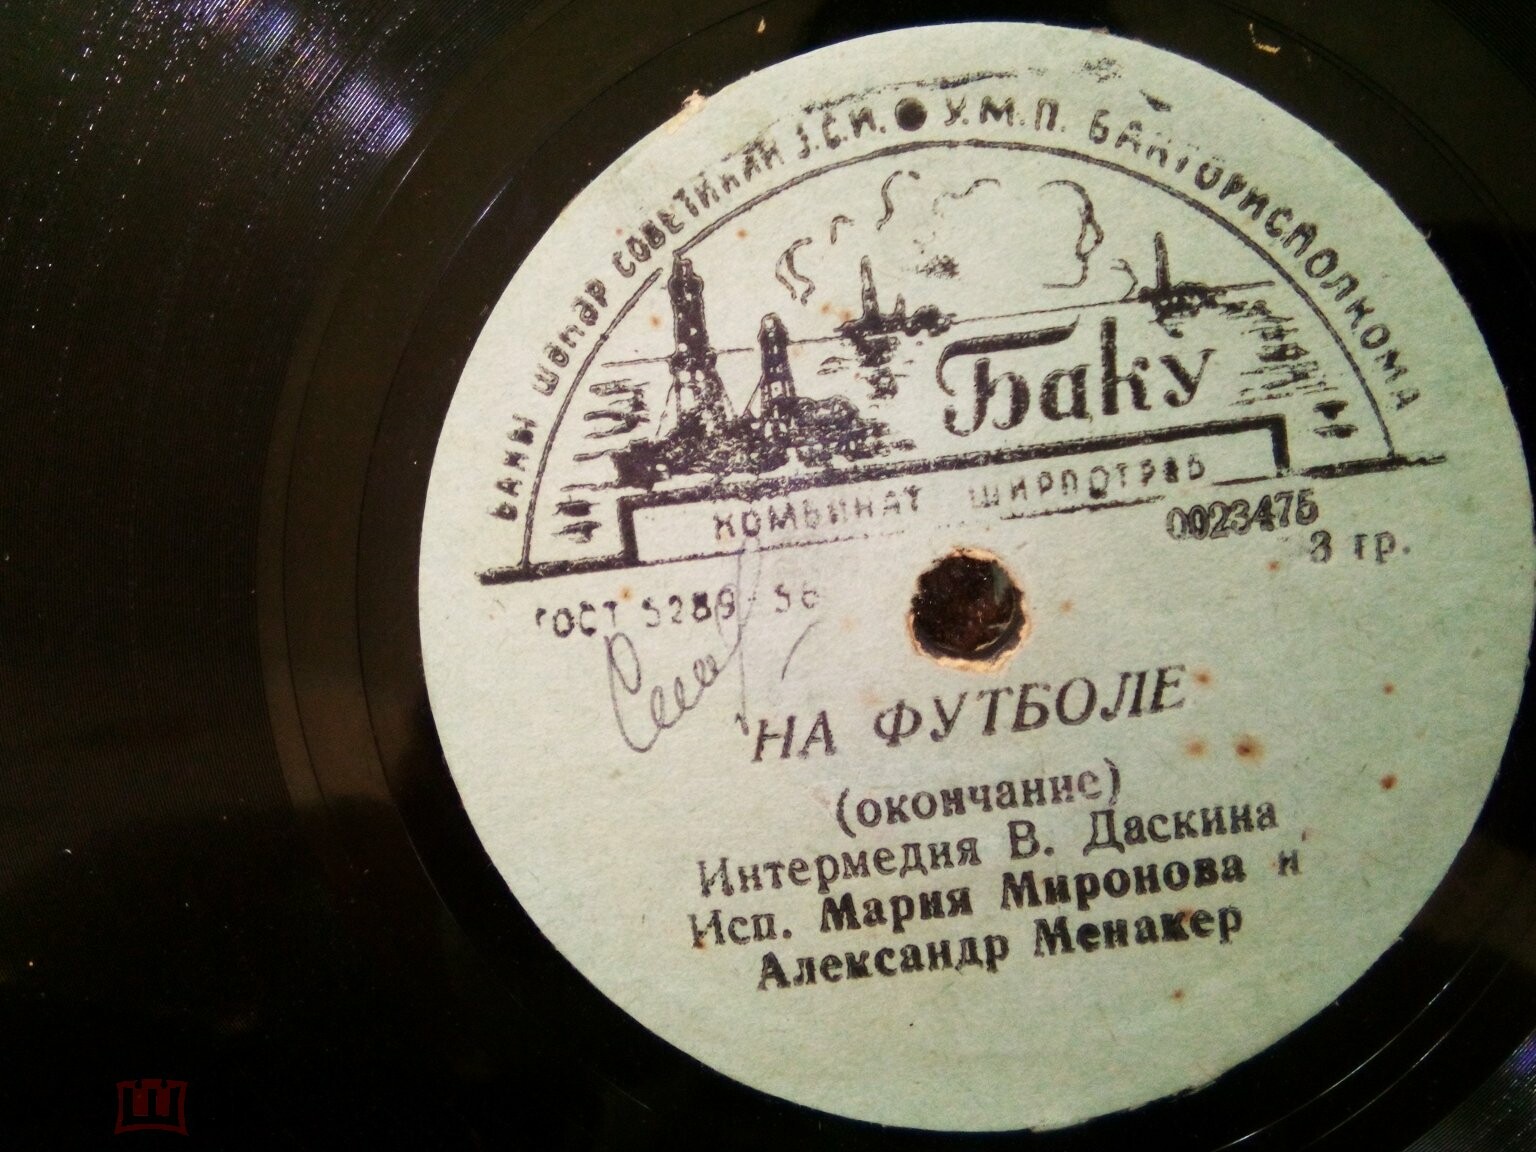 БАКЫ ШӘҺӘР СОВЕТИНИН J.С.И. ● У.М.П. БАКГОРИСПОЛКОМА
Баку
КОМБИНАТ ШИРПОТРЕБ
0023475
3 гр.
ГОСТ 5289-56
НА ФУТБОЛЕ
(окончание)
Интермедия В. Даскина
Исп. Мария Миронова и
Александр Менакер